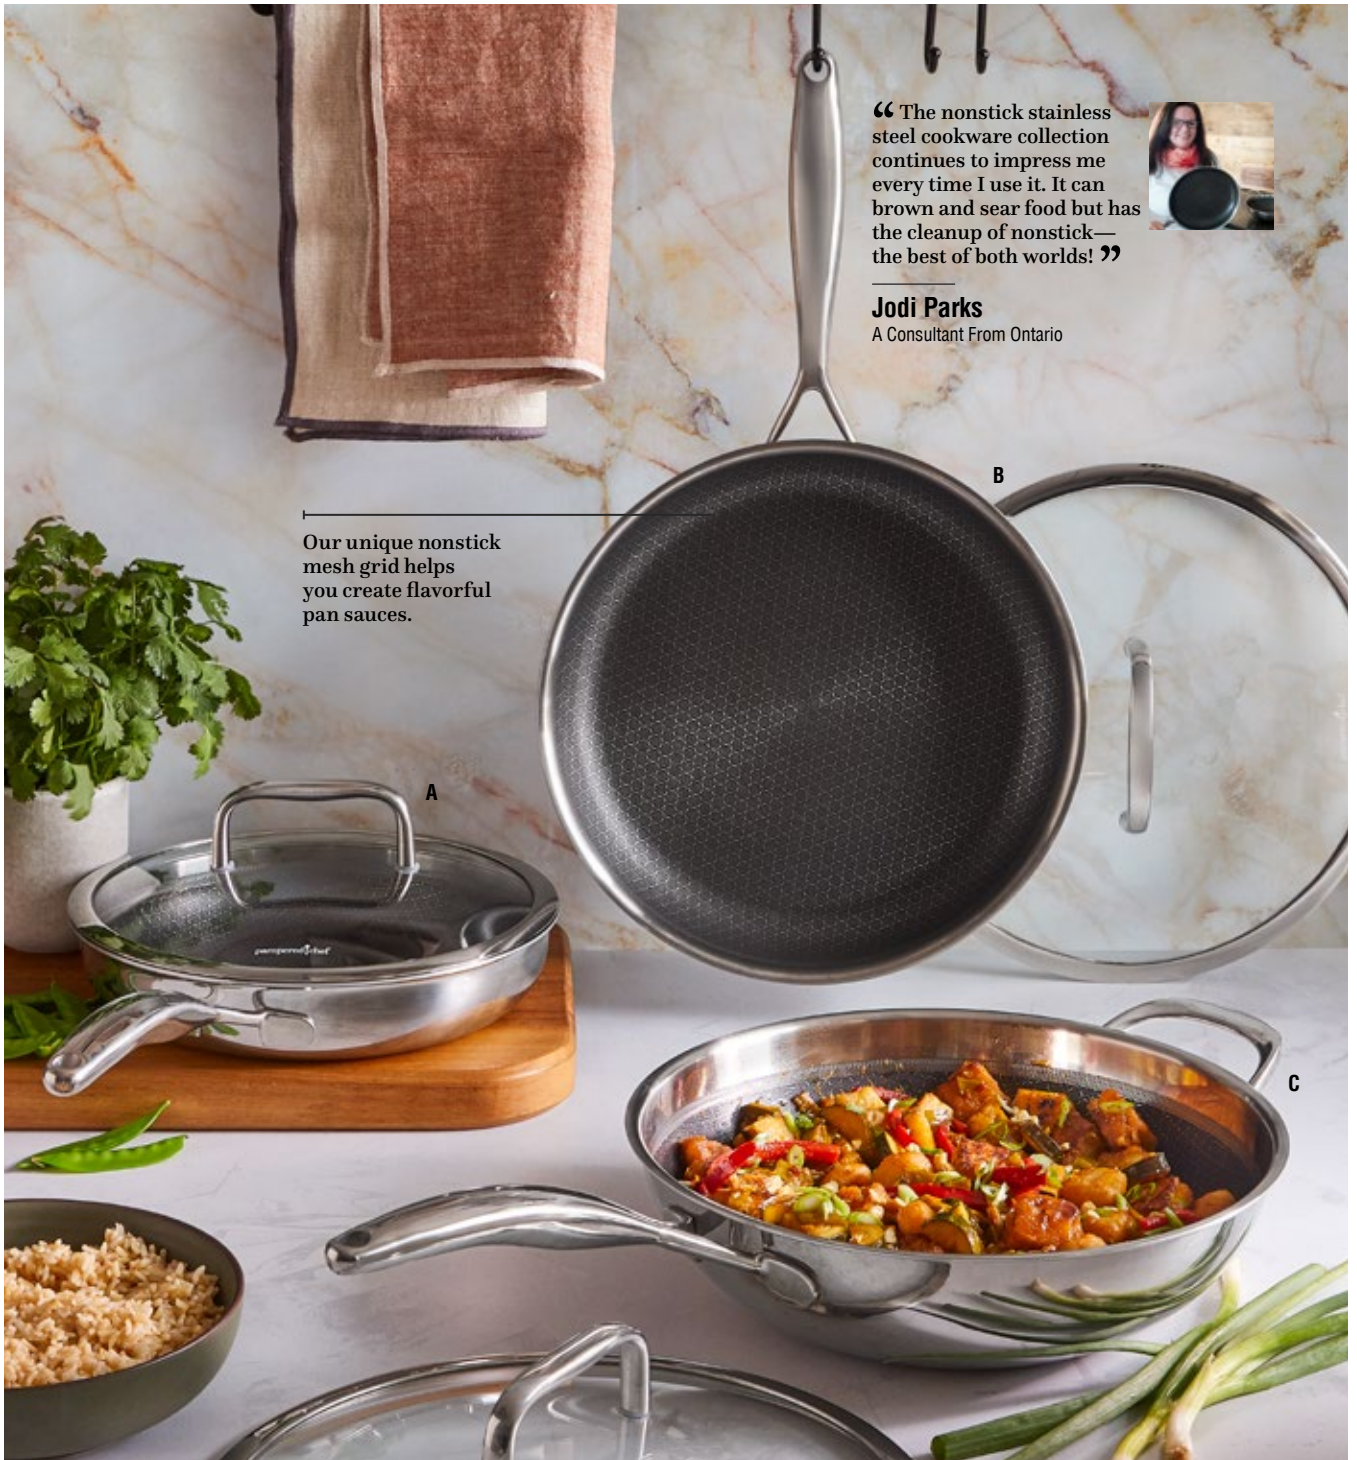 “ The nonstick stainless
steel cookware collection
continues to impress me
every time I use it. It can
brown and sear food but has
the cleanup of nonstick—
the best of both worlds! ”
Jodi Parks
A Consultant From Ontario
B
Our unique nonstick
mesh grid helps
you create flavorful
pan sauces.
A
pampered chef
C